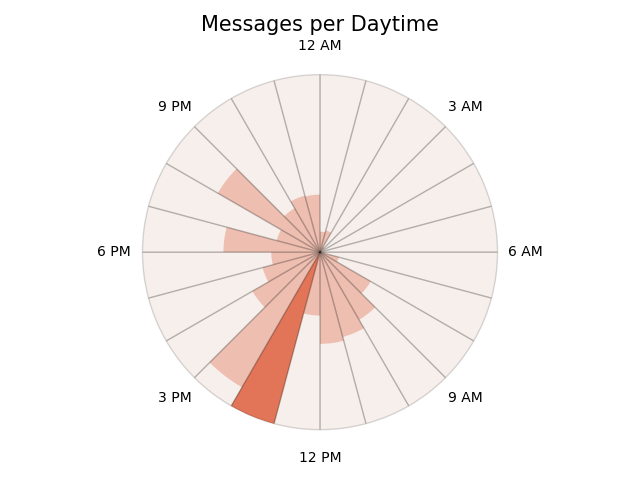 Messages per Daytime
12 AM
9 PM
3 AM
6 PM
6 AM
3 PM
9 AM
12 PM